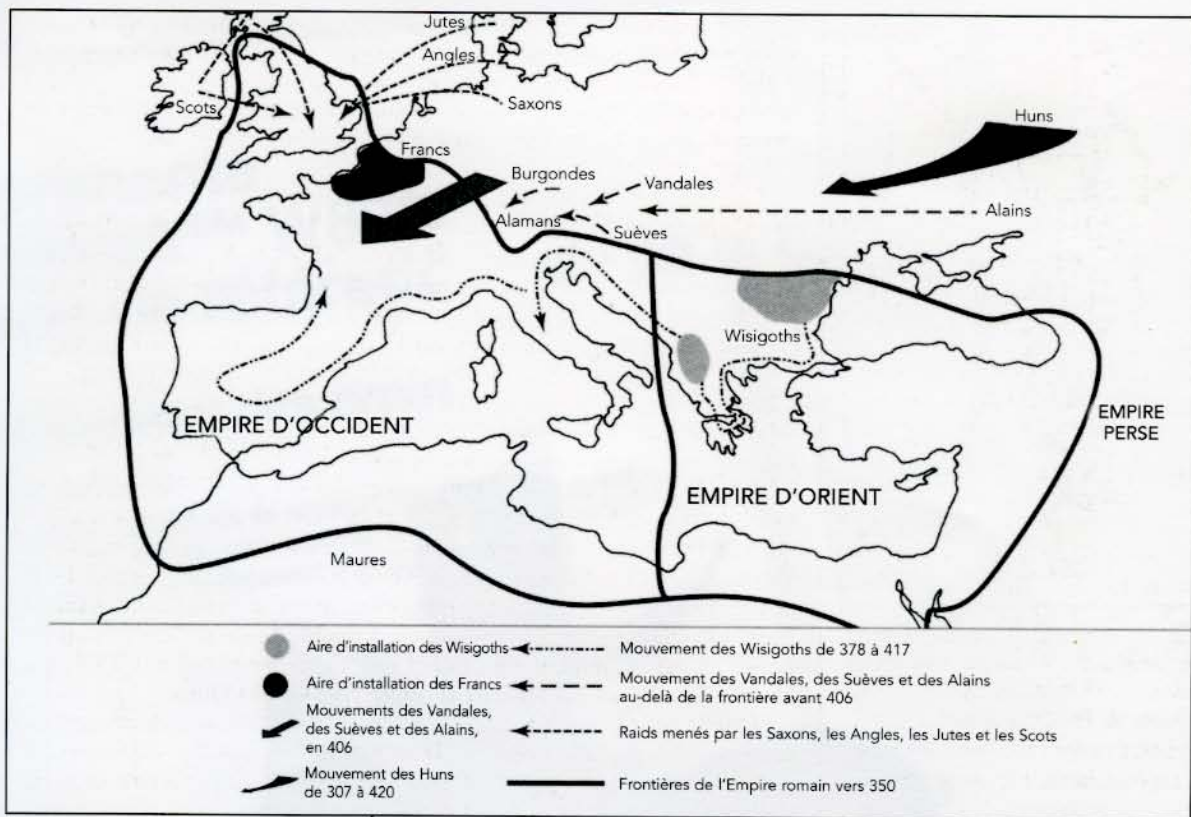 Jutes
Angles
Saxons
Scots
Huns
Francs
Burgondes
Vandales
Alains
Alamans
Suèves
Wisigoths
EMPIRE D'OCCIDENT
EMPIRE
PERSE
EMPIRE D'ORIENT
Maures
Aire d'installation des Wisigoths
Mouvement des Wisigoths de 378 à 417
Aire d'installation des Francs
Mouvement des Vandales, des Suèves et des Alains
au-delà de la frontière avant 406
Mouvements des Vandales,
des Suèves et des Alains,
en 406
Raids menés par les Saxons, les Angles, les Jutes et les Scots
Mouvement des Huns
de 307 à 420
Frontières de l'Empire romain vers 350